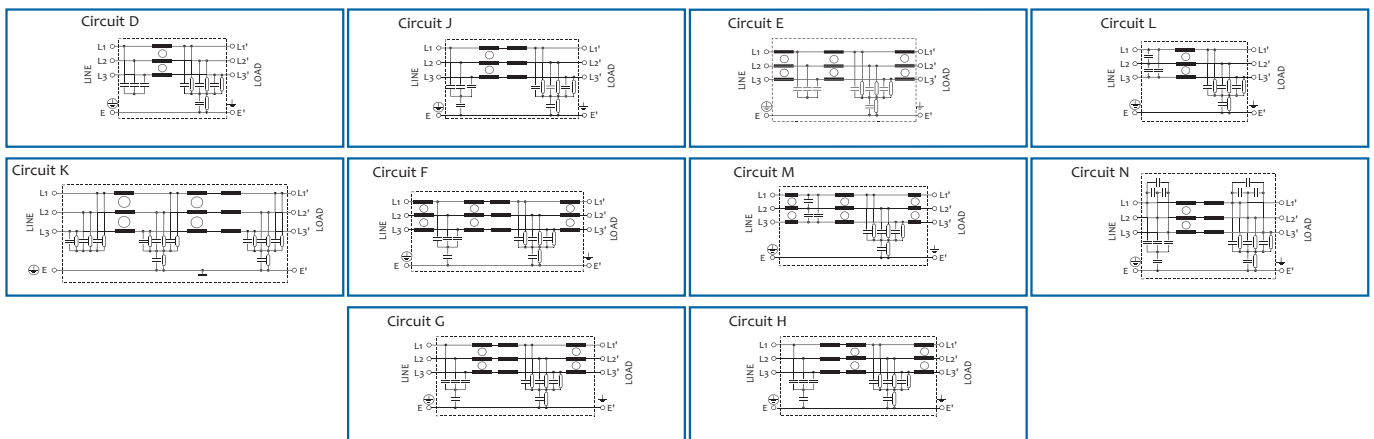 Circuit D
L1 L1'
L2 L2'
L3 L3'
LINE
LOAD
E E'
Circuit J
L1 L1'
L2 L2'
L3 L3'
LINE
LOAD
E E'
Circuit E
L1 L1'
L2 L2'
L3 L3'
LINE
LOAD
E E'
Circuit L
L1 L1'
L2 L2'
L3 L3'
LINE
LOAD
E E'
Circuit K
L1 L1'
L2 L2'
L3 L3'
LINE
LOAD
E E'
Circuit F
L1 L1'
L2 L2'
L3 L3'
LINE
LOAD
E E'
Circuit M
L1 L1'
L2 L2'
L3 L3'
LINE
LOAD
E E'
Circuit N
L1 L1'
L2 L2'
L3 L3'
LINE
LOAD
E E'
Circuit G
L1 L1'
L2 L2'
L3 L3'
LINE
LOAD
E E'
Circuit H
L1 L1'
L2 L2'
L3 L3'
LINE
LOAD
E E'